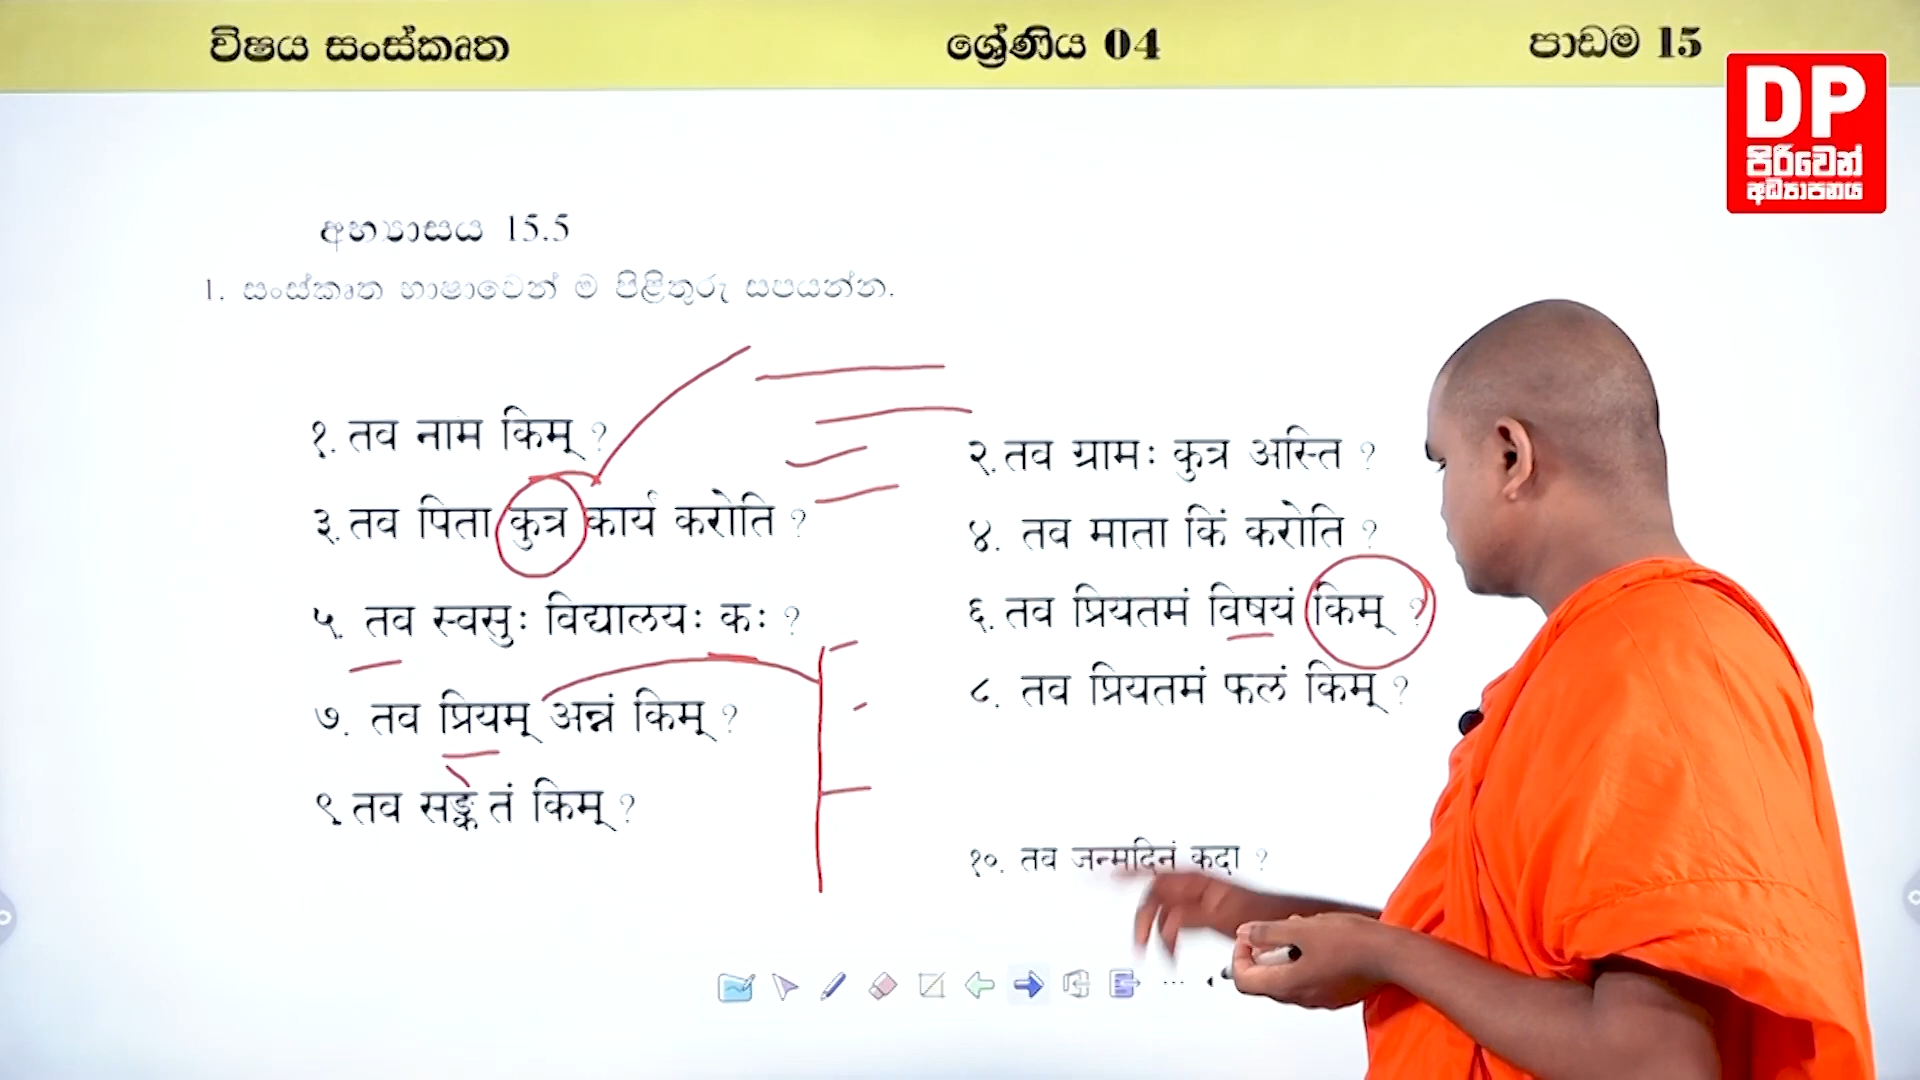 විෂය සංස්කෘත
ශ්‍රේණිය 04
පාඩම 15
DP
පිරිවෙන්
අධ්‍යාපනය
අභ්‍යාසය 15.5
1. සංස්කෘත භාෂාවෙන් ම පිළිතුරු සපයන්න.
१. तव नाम किम् ?
२. तव ग्रामः कुत्र अस्ति ?
३. तव पिता कुत्र कार्यं करोति ?
४. तव माता किं करोति ?
५. तव स्वसुः विद्यालयः कः ?
६. तव प्रियतमं विषयं किम् ?
७. तव प्रियम् अन्नं किम् ?
८. तव प्रियतमं फलं किम् ?
९ तव सङ्केतं किम् ?
१०. तव जन्मदिनं कदा ?